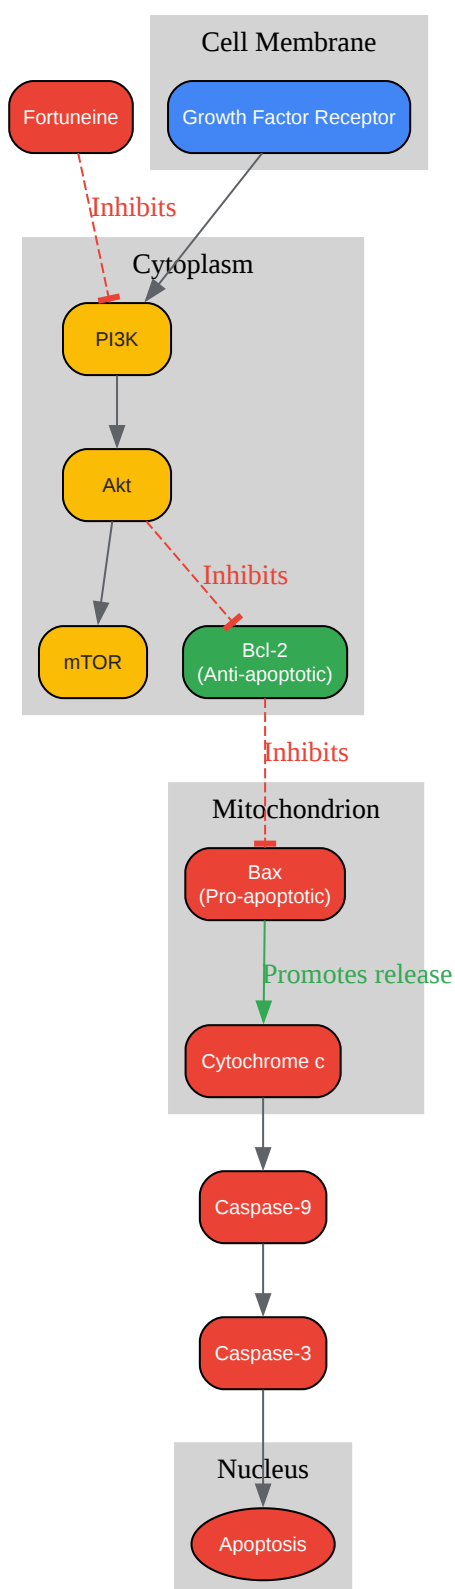 Cell Membrane
Fortuneine
Growth Factor Receptor
Inhibits
Cytoplasm
PI3K
Akt
Inhibits
mTOR
Bcl-2
(Anti-apoptotic)
Inhibits
Mitochondrion
Bax
(Pro-apoptotic)
Promotes release
Cytochrome c
Caspase-9
Caspase-3
Nucleus
Apoptosis